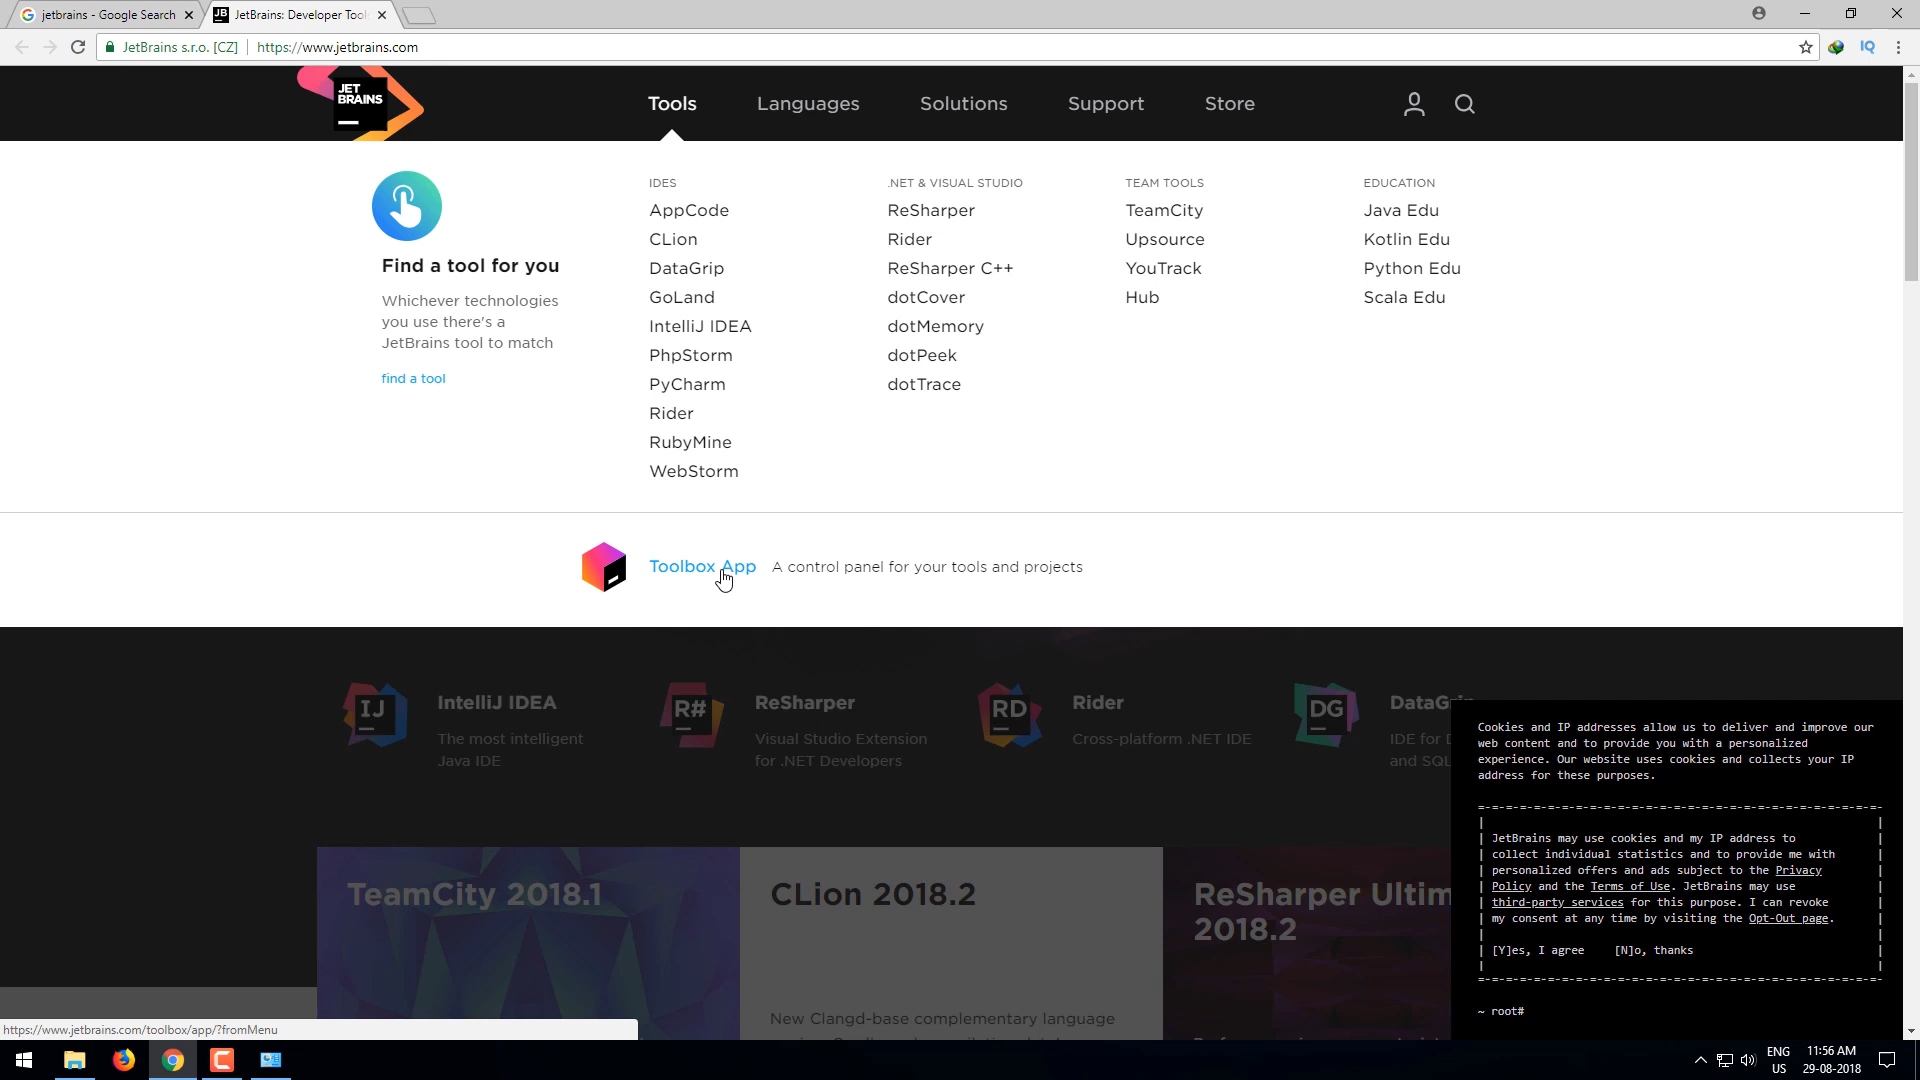 jetbrains - Google Search
JetBrains: Developer Tool
JetBrains s.r.o. [CZ]
https://www.jetbrains.com
IQ
JET
BRAINS
Tools
Languages
Solutions
Support
Store
Find a tool for you
Whichever technologies
you use there's a
JetBrains tool to match
find a tool
IDES
AppCode
CLion
DataGrip
GoLand
IntelliJ IDEA
PhpStorm
PyCharm
Rider
RubyMine
WebStorm
.NET & VISUAL STUDIO
ReSharper
Rider
ReSharper C++
dotCover
dotMemory
dotPeek
dotTrace
TEAM TOOLS
TeamCity
Upsource
YouTrack
Hub
EDUCATION
Java Edu
Kotlin Edu
Python Edu
Scala Edu
Toolbox App
A control panel for your tools and projects
IJ
IntelliJ IDEA
The most intelligent
Java IDE
R#
ReSharper
Visual Studio Extension
for .NET Developers
RD
Rider
Cross-platform .NET IDE
DG
DataGrip
IDE for D
and SQL
TeamCity 2018.1
CLion 2018.2
New Clangd-base complementary language
ReSharper Ultim
2018.2
Cookies and IP addresses allow us to deliver and improve our
web content and to provide you with a personalized
experience. Our website uses cookies and collects your IP
address for these purposes.
JetBrains may use cookies and my IP address to
collect individual statistics and to provide me with
personalized offers and ads subject to the Privacy
Policy and the Terms of Use. JetBrains may use
third-party services for this purpose. I can revoke
my consent at any time by visiting the Opt-Out page.
[Y]es, I agree [N]o, thanks
~ root#
https://www.jetbrains.com/toolbox/app/?fromMenu
ENG
US
11:56 AM
29-08-2018